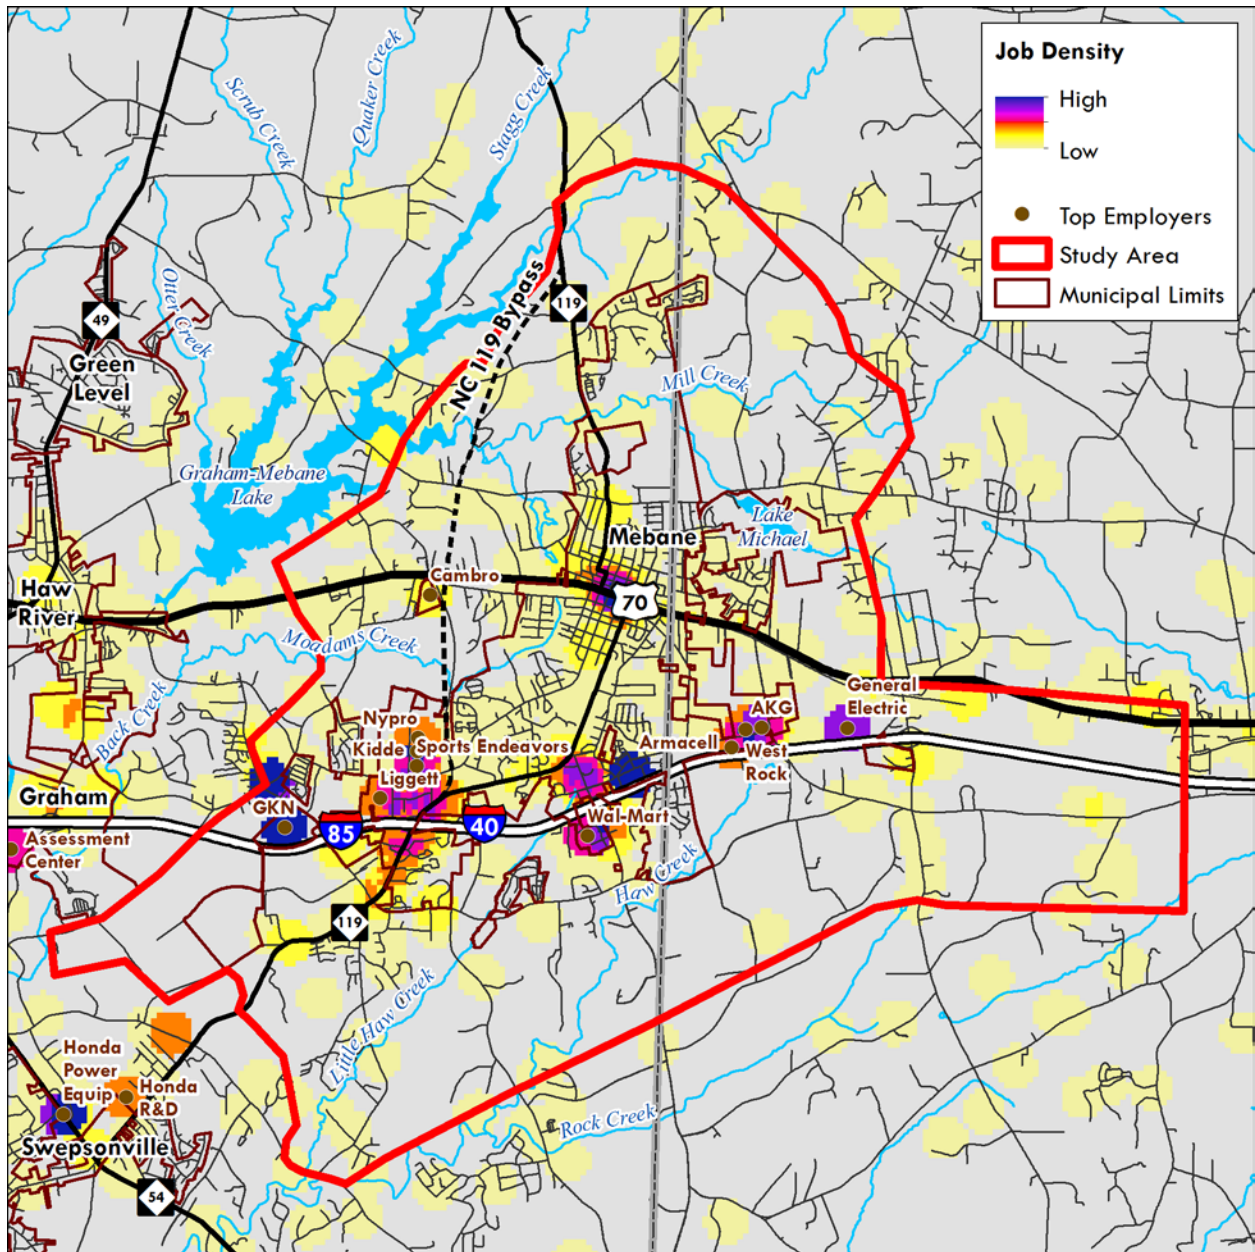 Job Density
High
Low
Top Employers
Study Area
Municipal Limits
Scrub Creek
Quaker Creek
Stagg Creek
Otter Creek
49
Green
Level
119
NC 119 Bypass
Mill Creek
Graham-Mebane
Lake
Mebane
Lake
Michael
Haw
River
Cambro
70
Moadams Creek
Back Creek
General
Electric
Nypro
Kidde
Sports Endeavors
Liggett
AKG
Armacell
West
Rock
Graham
GKN
85
40
Wal-Mart
Assessment
Center
Haw Creek
119
Little Haw Creek
Honda
Power
Equip
Honda
R&D
Rock Creek
Swepsonville
54